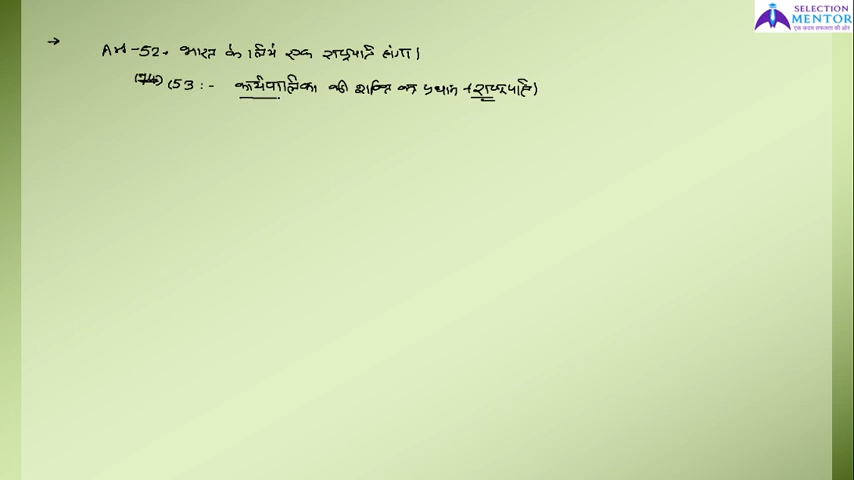 SELECTION
MENTOR
एक कदम सफलता की ओर
→ Art-52. भारत के लिये एक राष्ट्रपति होगा।
(53 :- कार्यपालिका की शक्ति का प्रधान राष्ट्रपति)